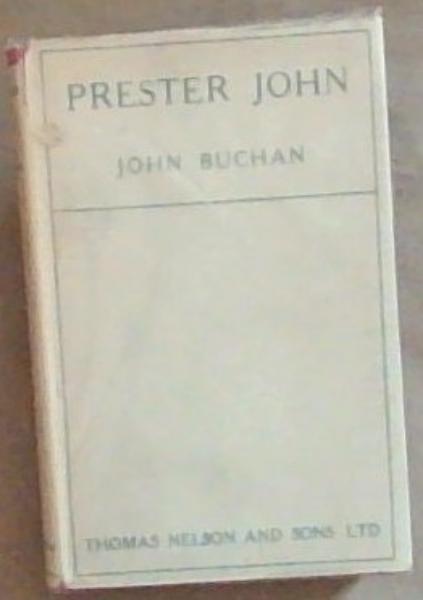 PRESTER JOHN
JOHN BUCHAN
THOMAS NELSON AND SONS LTD